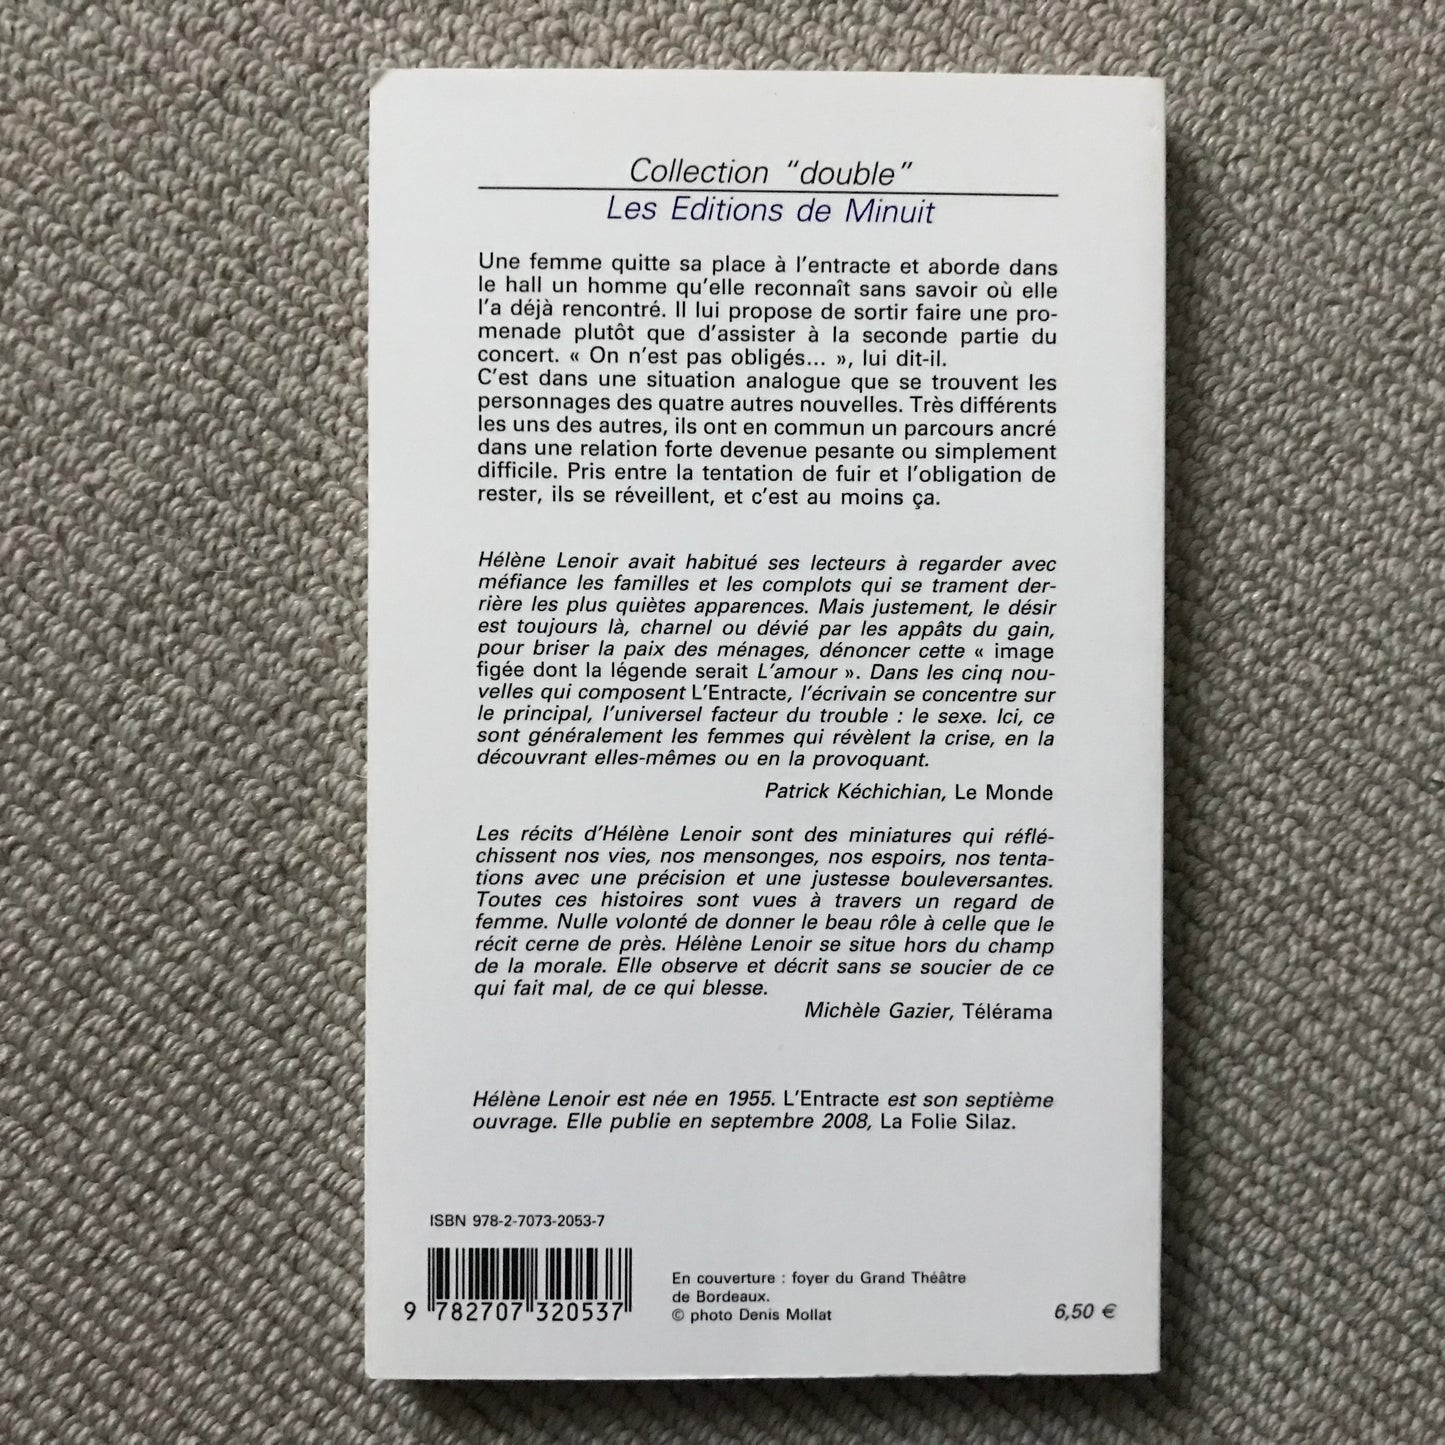 Collection "double"
Les Editions de Minuit
Une femme quitte sa place à l'entracte et aborde dans
le hall un homme qu'elle reconnaît sans savoir où elle
l'a déjà rencontré. Il lui propose de sortir faire une pro-
menade plutôt que d'assister à la seconde partie du
concert. « On n'est pas obligés... », lui dit-il.
C'est dans une situation analogue que se trouvent les
personnages des quatre autres nouvelles. Très différents
les uns des autres, ils ont en commun un parcours ancré
dans une relation forte devenue pesante ou simplement
difficile. Pris entre la tentation de fuir et l'obligation de
rester, ils se réveillent, et c'est au moins ça.
Hélène Lenoir avait habitué ses lecteurs à regarder avec
méfiance les familles et les complots qui se trament der-
rière les plus quiètes apparences. Mais justement, le désir
est toujours là, charnel ou dévié par les appâts du gain,
pour briser la paix des ménages, dénoncer cette « image
figée dont la légende serait L'amour ». Dans les cinq nou-
velles qui composent L'Entracte, l'écrivain se concentre sur
le principal, l'universel facteur du trouble : le sexe. Ici, ce
sont généralement les femmes qui révèlent la crise, en la
découvrant elles-mêmes ou en la provoquant.
Patrick Kéchichian, Le Monde
Les récits d'Hélène Lenoir sont des miniatures qui réflé-
chissent nos vies, nos mensonges, nos espoirs, nos tenta-
tions avec une précision et une justesse bouleversantes.
Toutes ces histoires sont vues à travers un regard de
femme. Nulle volonté de donner le beau rôle à celle que le
récit cerne de près. Hélène Lenoir se situe hors du champ
de la morale. Elle observe et décrit sans se soucier de ce
qui fait mal, de ce qui blesse.
Michèle Gazier, Télérama
Hélène Lenoir est née en 1955. L'Entracte est son septième
ouvrage. Elle publie en septembre 2008, La Folie Silaz.
ISBN 978-2-7073-2053-7
9 782707 320537
En couverture : foyer du Grand Théâtre
de Bordeaux.
© photo Denis Mollat
6,50 €